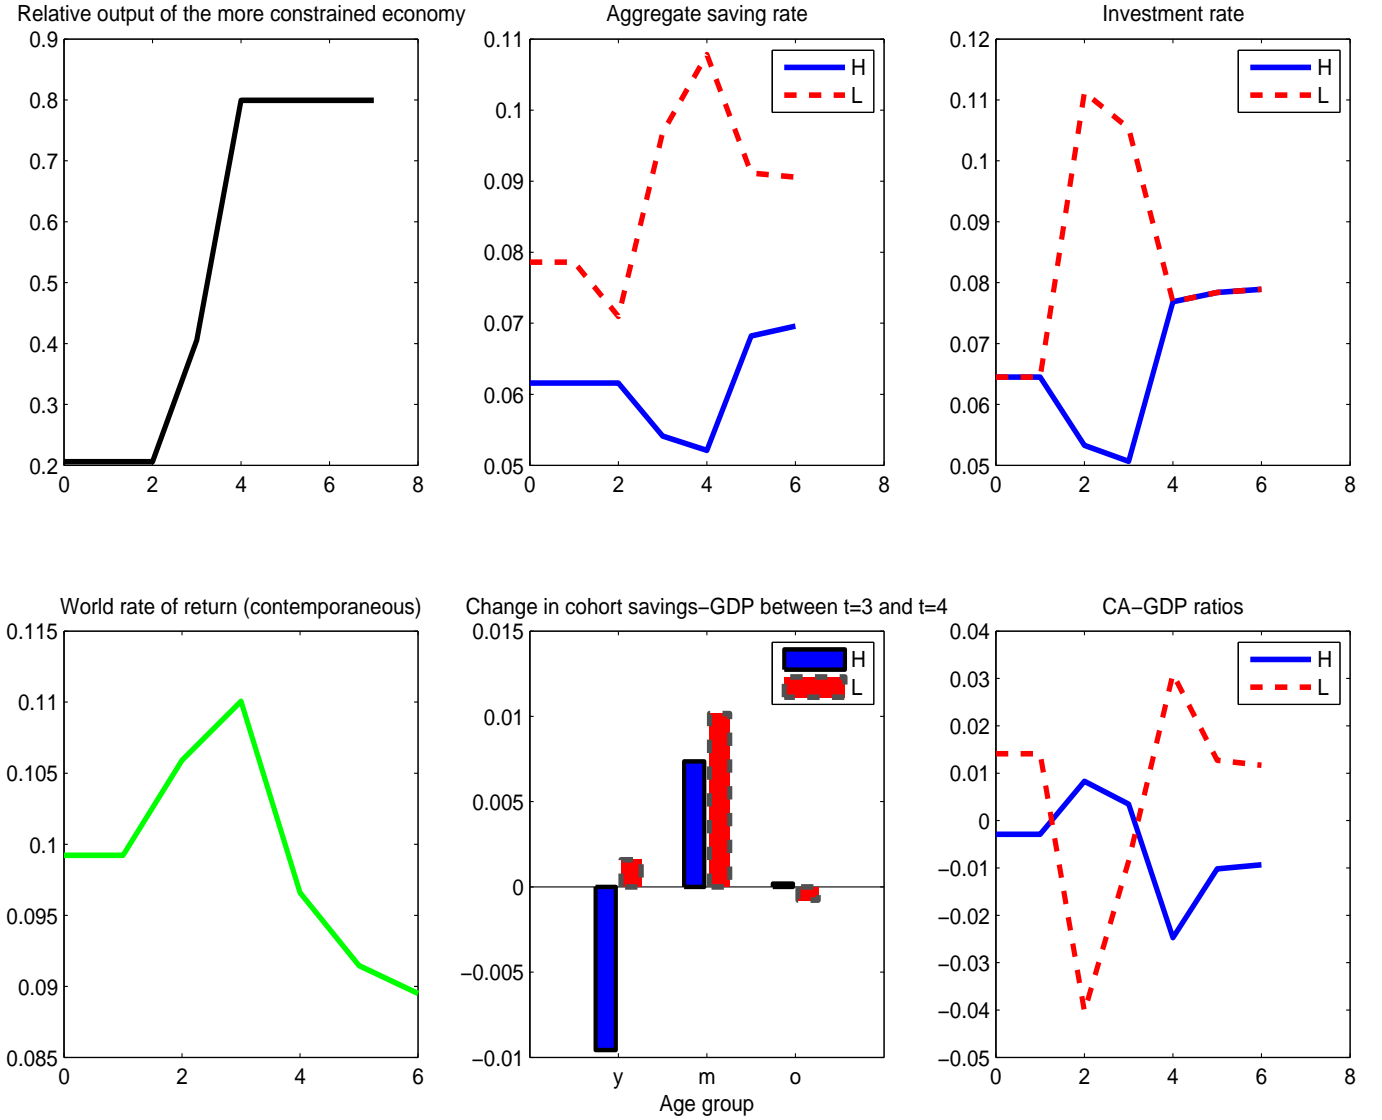 Relative output of the more constrained economy
0.9
0.8
0.7
0.6
0.5
0.4
0.3
0.2
0 2 4 6 8
Aggregate saving rate
0.11
0.1
0.09
0.08
0.07
0.06
0.05
0 2 4 6 8
H
L
Investment rate
0.12
0.11
0.1
0.09
0.08
0.07
0.06
0.05
0 2 4 6 8
H
L
World rate of return (contemporaneous)
0.115
0.11
0.105
0.1
0.095
0.09
0.085
0 2 4 6
Change in cohort savings−GDP between t=3 and t=4
0.015
0.01
0.005
0
−0.005
−0.01
y m o
Age group
H
L
CA−GDP ratios
0.04
0.03
0.02
0.01
0
−0.01
−0.02
−0.03
−0.04
−0.05
0 2 4 6 8
H
L